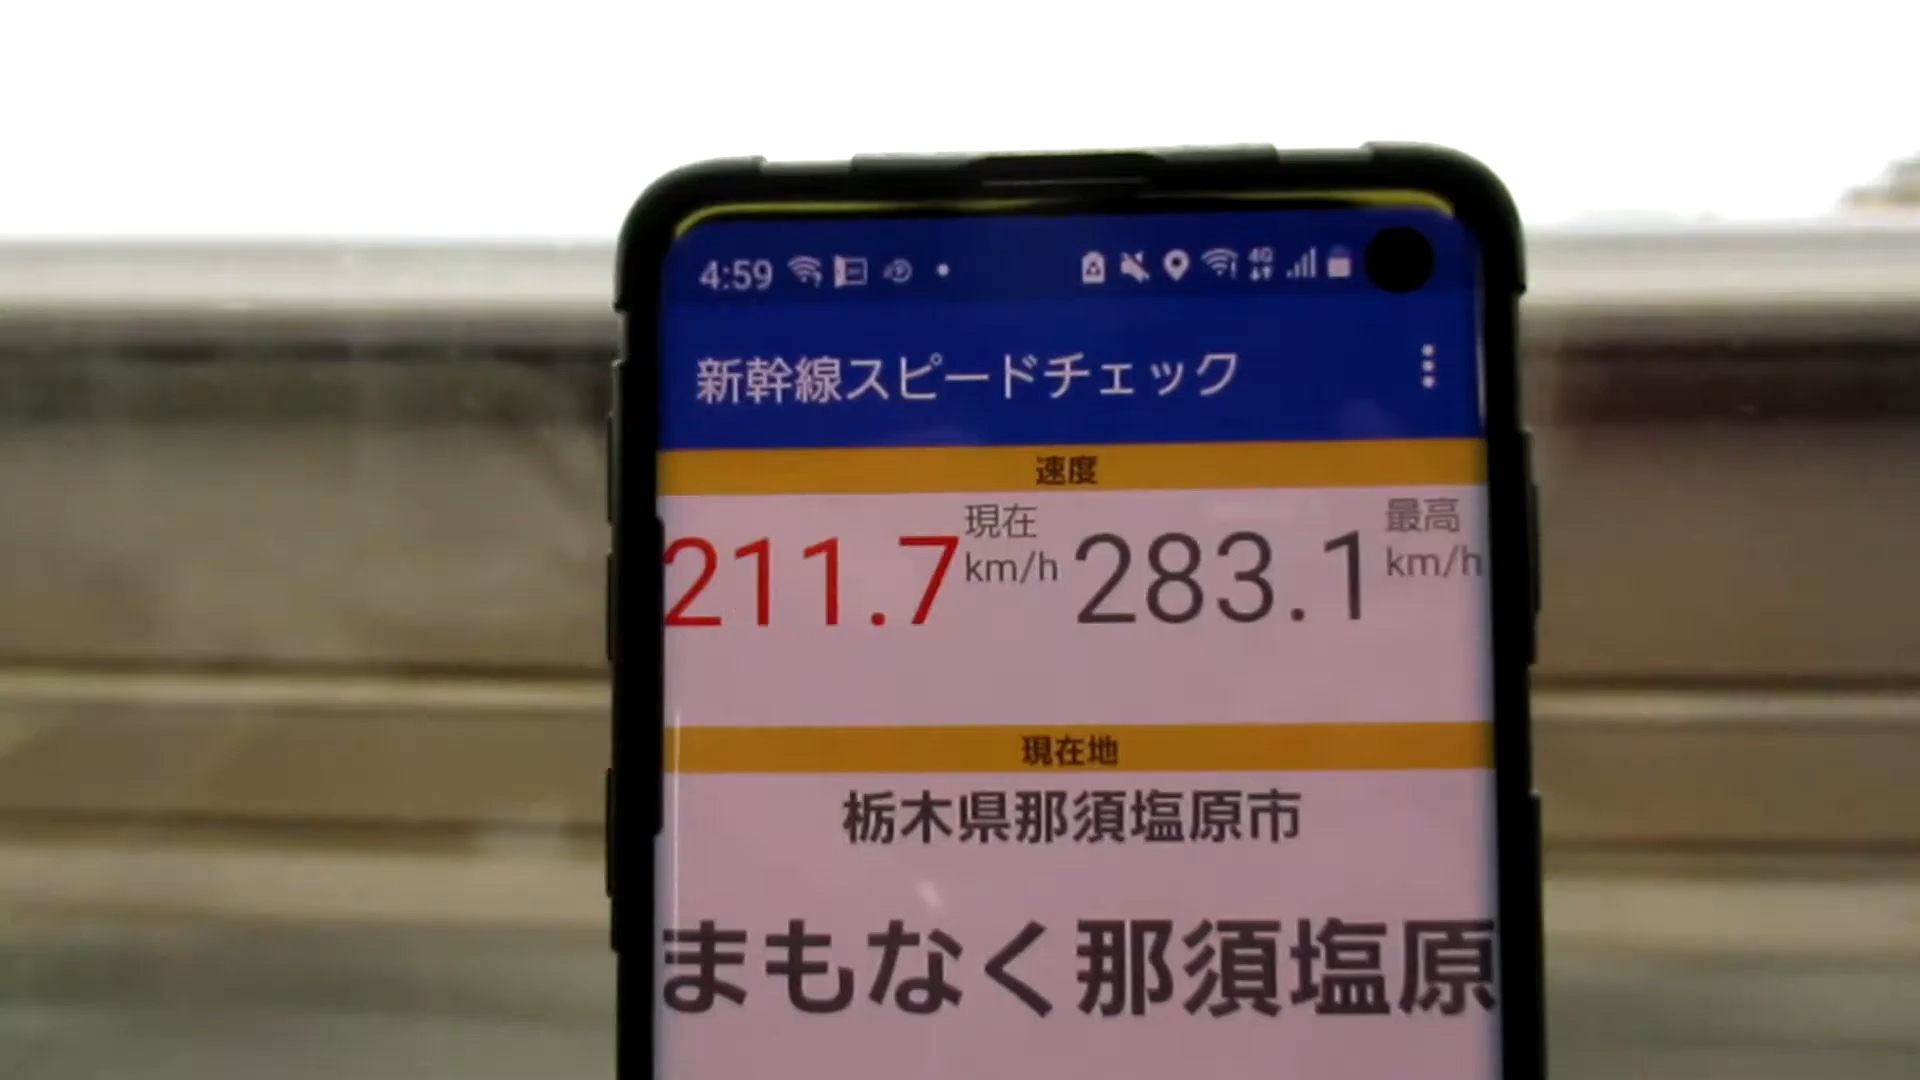 4:59
4G
新幹線スピードチェック
速度
211.7 現在 km/h 283.1 最高 km/h
現在地
栃木県那須塩原市
まもなく那須塩原